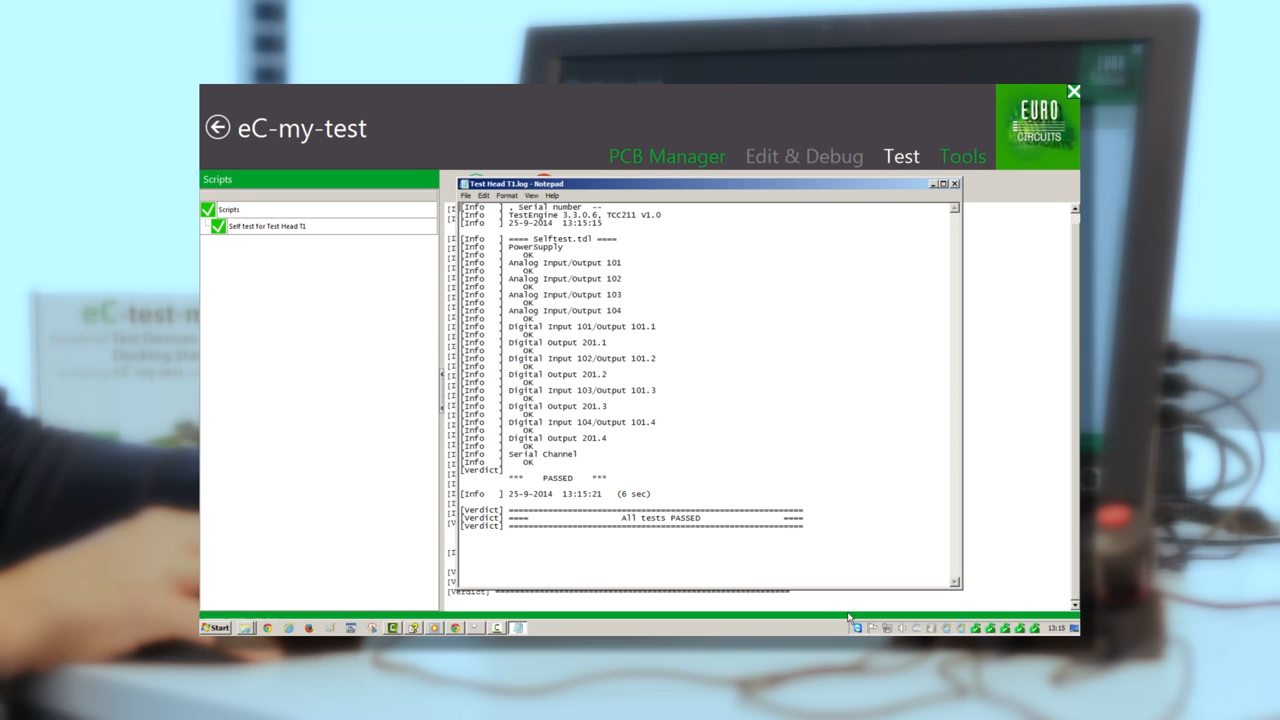 eC-my-test
EURO
CIRCUITS
PCB Manager
Edit & Debug
Test
Tools
Scripts
Scripts
Self test for Test Head T1
Test Head T1.log - Notepad
File Edit Format View Help
[Info ] , Serial number --
[Info ] TestEngine 3.3.0.6, TCC211 v1.0
[Info ] 25-9-2014 13:15:15
[Info ] ==== Selftest.tdl ====
[Info ] PowerSupply
[Info ] OK
[Info ] Analog Input/Output 101
[Info ] OK
[Info ] Analog Input/Output 102
[Info ] OK
[Info ] Analog Input/Output 103
[Info ] OK
[Info ] Analog Input/Output 104
[Info ] OK
[Info ] Digital Input 101/Output 101.1
[Info ] OK
[Info ] Digital Output 201.1
[Info ] OK
[Info ] Digital Input 102/Output 101.2
[Info ] OK
[Info ] Digital Output 201.2
[Info ] OK
[Info ] Digital Input 103/Output 101.3
[Info ] OK
[Info ] Digital Output 201.3
[Info ] OK
[Info ] Digital Input 104/Output 101.4
[Info ] OK
[Info ] Digital Output 201.4
[Info ] OK
[Info ] Serial Channel
[Info ] OK
[Verdict]
*** PASSED ***
[Info ] 25-9-2014 13:15:21 (6 sec)
[Verdict] ================================================
[Verdict] ==== All tests PASSED ====
[Verdict] ================================================
[Verdict] ================================================
Start
13:15